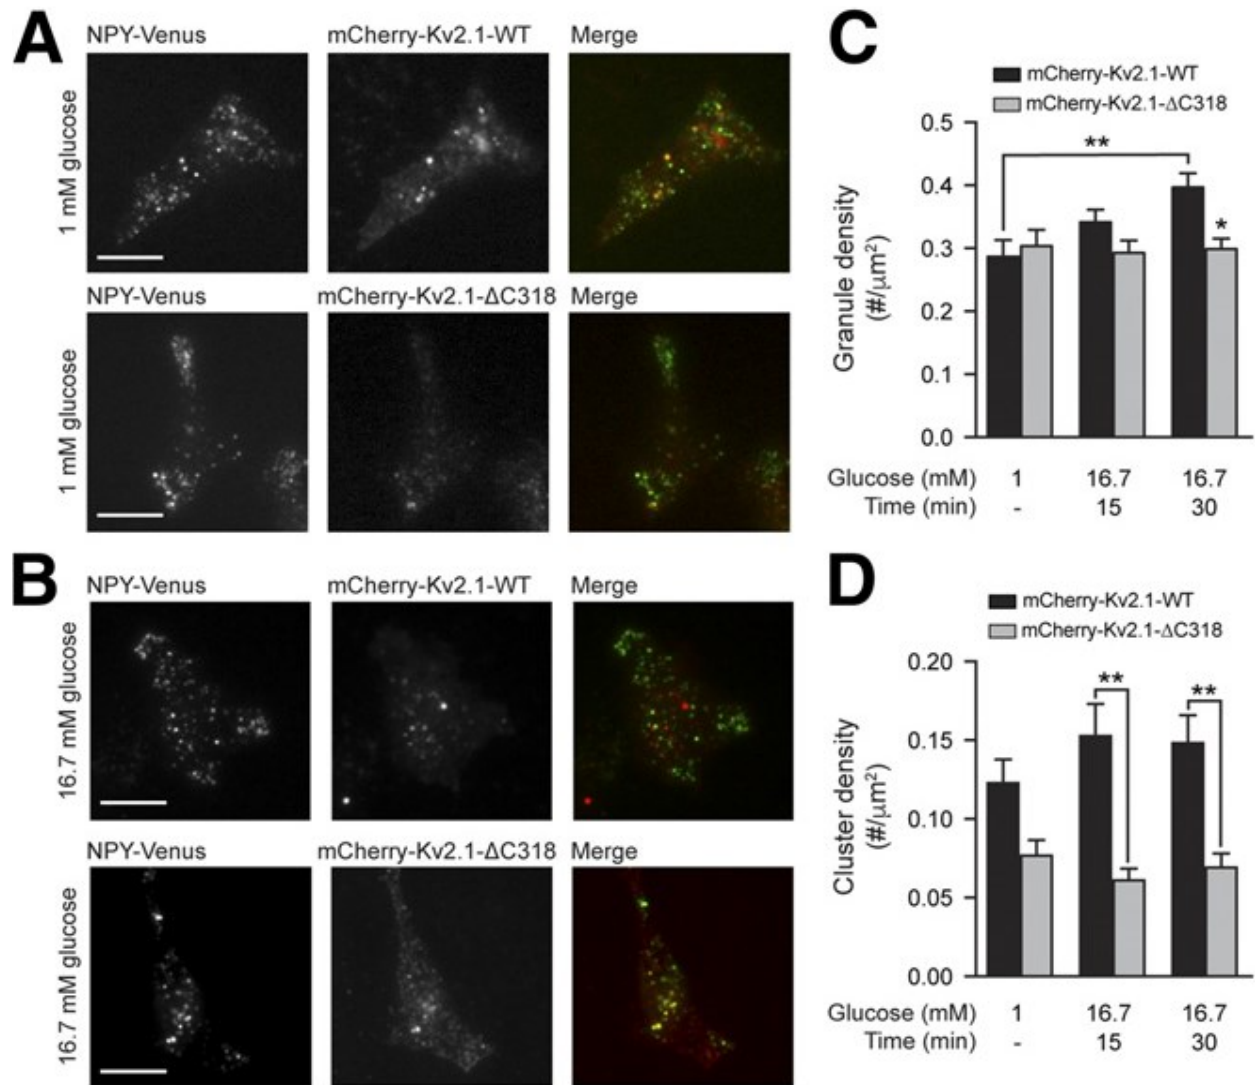 A
NPY-Venus mCherry-Kv2.1-WT Merge
1 mM glucose
NPY-Venus mCherry-Kv2.1-ΔC318 Merge
1 mM glucose
B
NPY-Venus mCherry-Kv2.1-WT Merge
16.7 mM glucose
NPY-Venus mCherry-Kv2.1-ΔC318 Merge
16.7 mM glucose
C
mCherry-Kv2.1-WT
mCherry-Kv2.1-ΔC318
Granule density
(#/μm²)
0.5
0.4
0.3
0.2
0.1
0.0
**
*
Glucose (mM) 1 16.7 16.7
Time (min) - 15 30
D
mCherry-Kv2.1-WT
mCherry-Kv2.1-ΔC318
Cluster density
(#/μm²)
0.20
0.15
0.10
0.05
0.00
** **
Glucose (mM) 1 16.7 16.7
Time (min) - 15 30